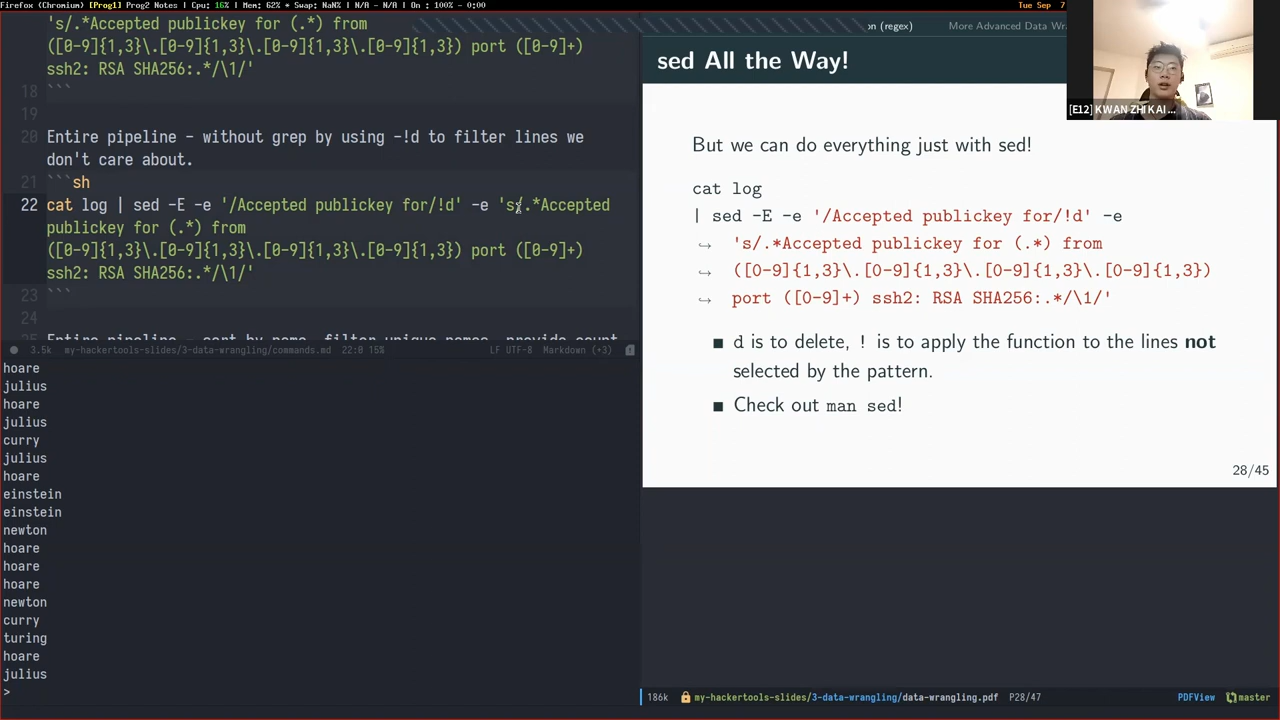 Firefox (Chromium) [Prog1] Prog2 Notes | Cpu: 16% | Mem: 62% * Swap: NaN% | N/A - N/A | On : 100% - 0:00
Tue Sep 7
's/.*Accepted publickey for (.*) from
([0-9]{1,3}\.[0-9]{1,3}\.[0-9]{1,3}\.[0-9]{1,3}) port ([0-9]+)
ssh2: RSA SHA256:.*/\1/'
18 ```
19
20 Entire pipeline - without grep by using -!d to filter lines we
don't care about.
21 ```sh
22 cat log | sed -E -e '/Accepted publickey for/!d' -e 's/.*Accepted
publickey for (.*) from
([0-9]{1,3}\.[0-9]{1,3}\.[0-9]{1,3}\.[0-9]{1,3}) port ([0-9]+)
ssh2: RSA SHA256:.*/\1/'
23 ```
24
3.5k my-hackertools-slides/3-data-wrangling/commands.md 22:0 15% LF UTF-8 Markdown (+3)
hoare
julius
hoare
julius
curry
julius
hoare
einstein
einstein
newton
hoare
hoare
hoare
newton
curry
turing
hoare
julius
>
on (regex) More Advanced Data Wra
sed All the Way!
[E12] KWAN ZHI KAI ...
But we can do everything just with sed!
cat log
| sed -E -e '/Accepted publickey for/!d' -e
↪ 's/.*Accepted publickey for (.*) from
↪ ([0-9]{1,3}\.[0-9]{1,3}\.[0-9]{1,3}\.[0-9]{1,3})
↪ port ([0-9]+) ssh2: RSA SHA256:.*/\1/'
■ d is to delete, ! is to apply the function to the lines not
selected by the pattern.
■ Check out man sed!
28/45
186k my-hackertools-slides/3-data-wrangling/data-wrangling.pdf P28/47 PDFView master